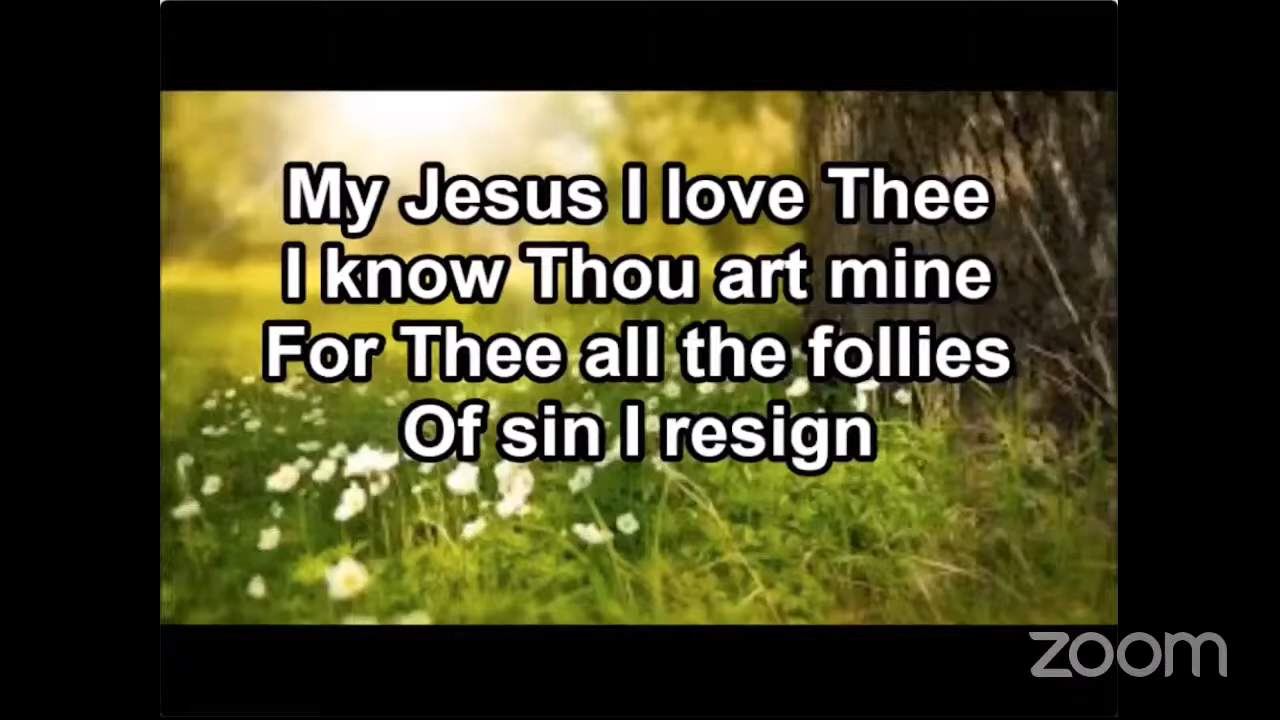 My Jesus I love Thee
I know Thou art mine
For Thee all the follies
Of sin I resign
zoom